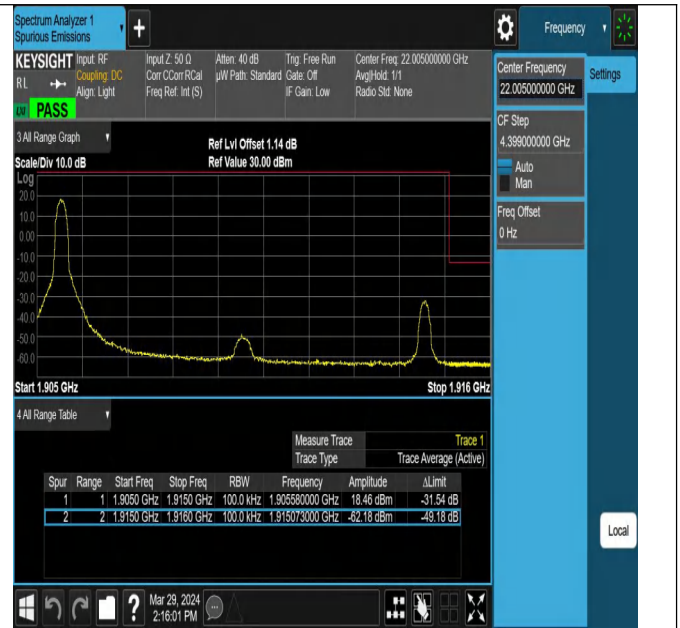 Spectrum Analyzer 1
Spurious Emissions
+
Frequency
KEYSIGHT Input: RF Input Z: 50 Ω Atten: 40 dB Trig: Free Run Center Freq: 22.005000000 GHz
RL Coupling: DC Corr CCorr RCal µW Path: Standard Gate: Off Avg|Hold: 1/1
Align: Light Freq Ref: Int (S) IF Gain: Low Radio Std: None
PASS
Center Frequency
22.005000000 GHz
Settings
CF Step
4.399000000 GHz
Auto
Man
Freq Offset
0 Hz
3 All Range Graph
Ref Lvl Offset 1.14 dB
Scale/Div 10.0 dB Ref Value 30.00 dBm
Log
20.0
10.0
0.00
-10.0
-20.0
-30.0
-40.0
-50.0
-60.0
Start 1.905 GHz Stop 1.916 GHz
4 All Range Table
Measure Trace Trace 1
Trace Type Trace Average (Active)
Spur Range Start Freq Stop Freq RBW Frequency Amplitude ΔLimit
1 1 1.9050 GHz 1.9150 GHz 100.0 kHz 1.905580000 GHz 18.46 dBm -31.54 dB
2 2 1.9150 GHz 1.9160 GHz 100.0 kHz 1.915073000 GHz -62.18 dBm -49.18 dB
Local
? Mar 29, 2024
2:16:01 PM